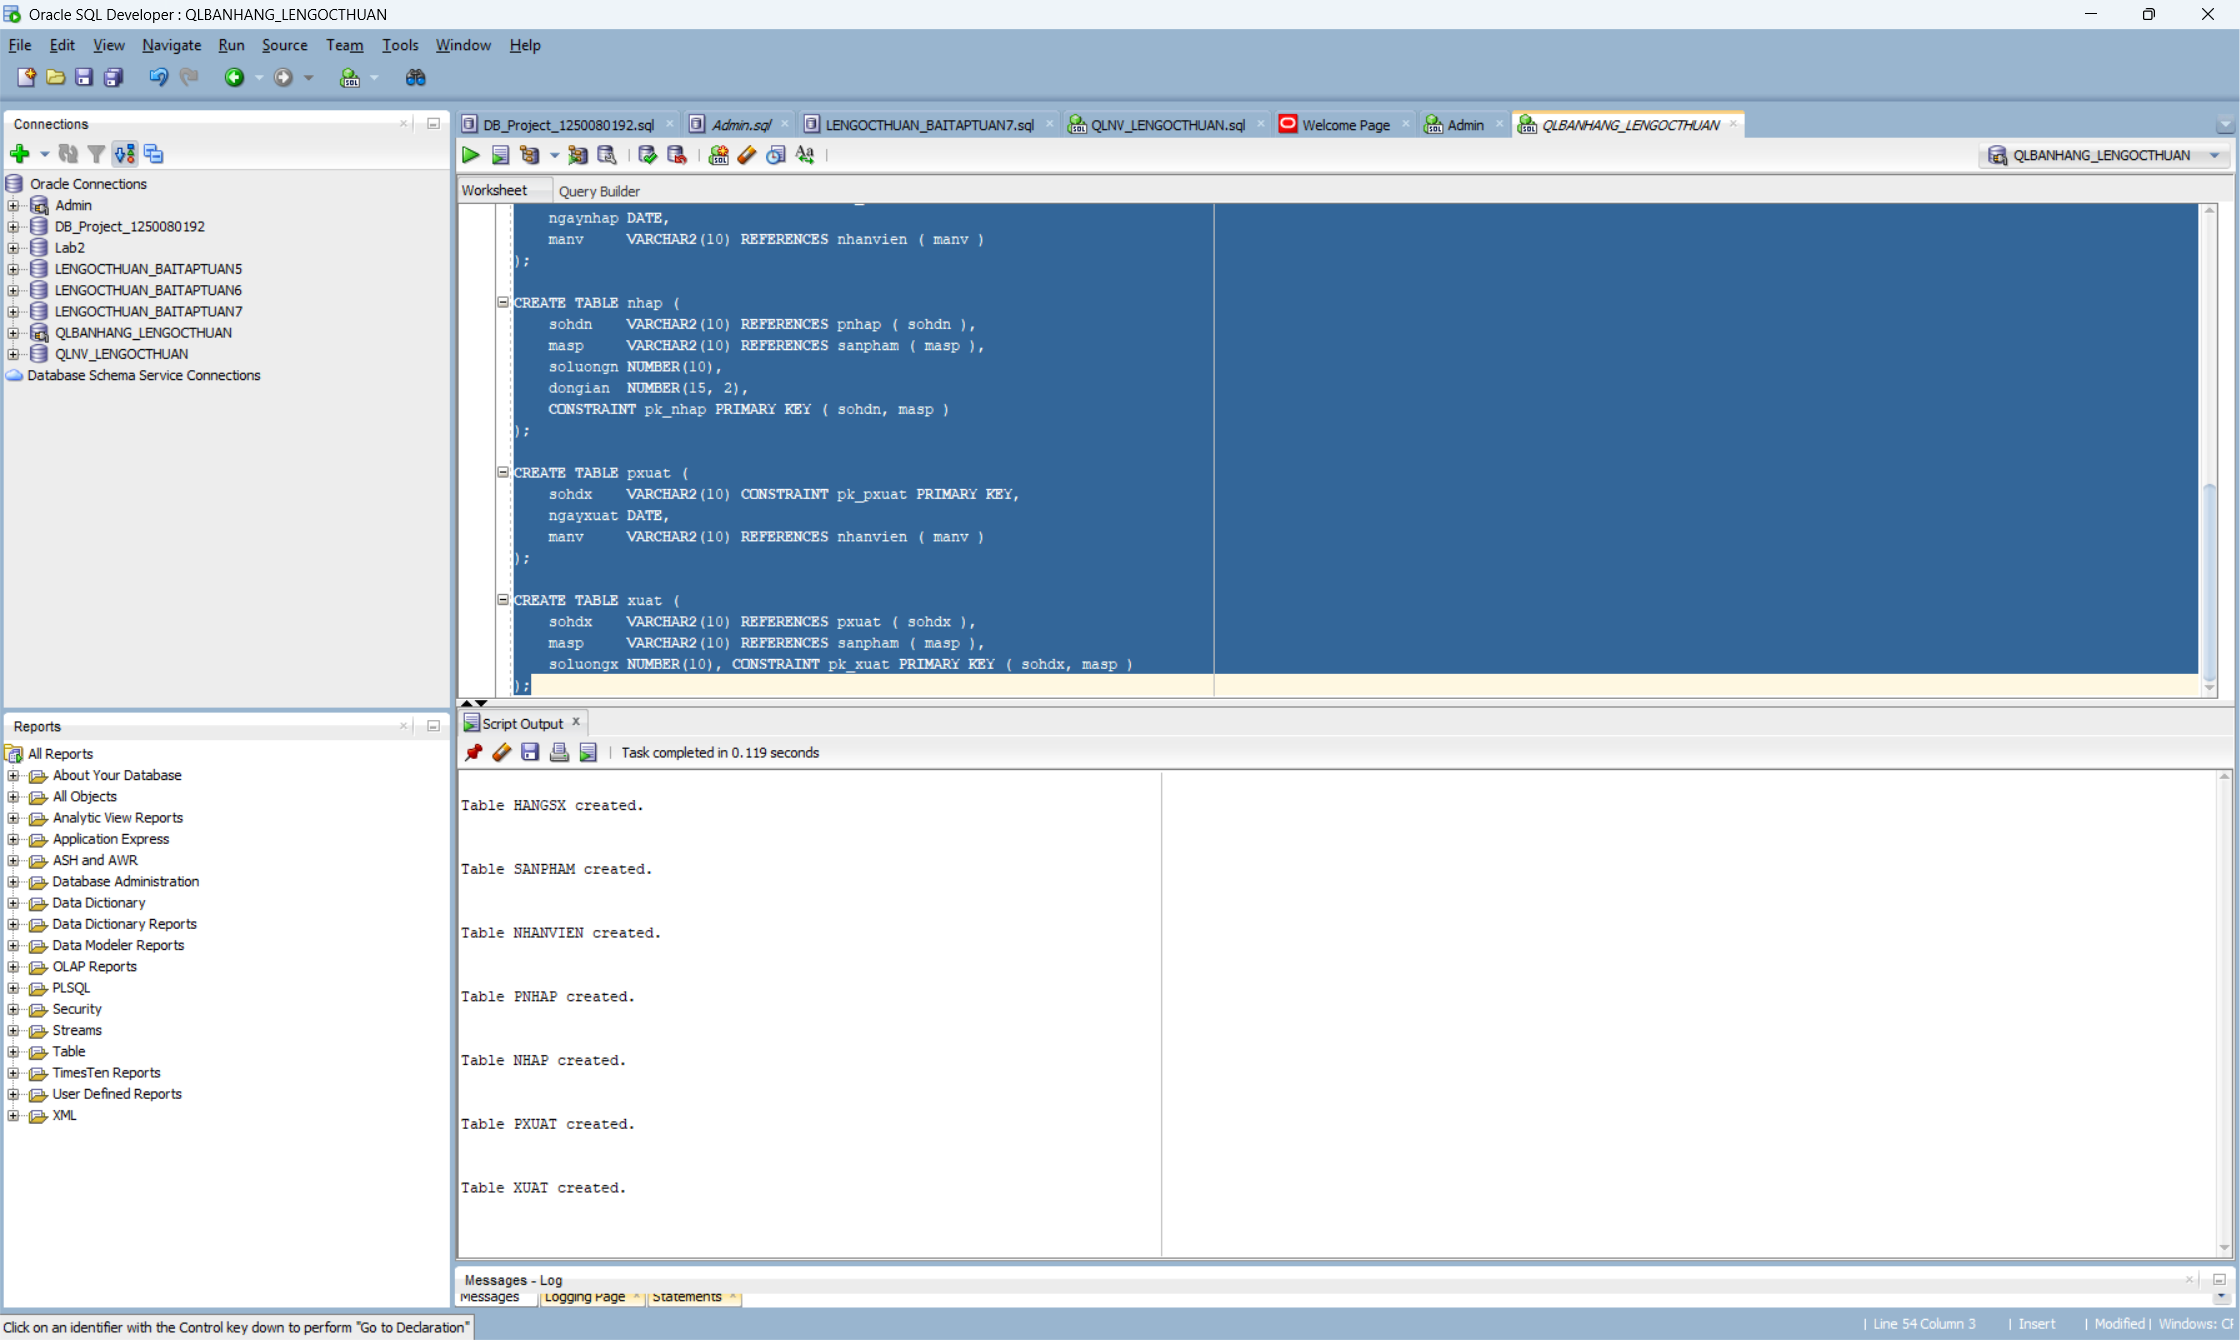 Oracle SQL Developer : QLBANHANG_LENGOCTHUAN
File Edit View Navigate Run Source Team Tools Window Help
Connections
Oracle Connections
Admin
DB_Project_1250080192
Lab2
LENGOCTHUAN_BAITAPTUAN5
LENGOCTHUAN_BAITAPTUAN6
LENGOCTHUAN_BAITAPTUAN7
QLBANHANG_LENGOCTHUAN
QLNV_LENGOCTHUAN
Database Schema Service Connections
Reports
All Reports
About Your Database
All Objects
Analytic View Reports
Application Express
ASH and AWR
Database Administration
Data Dictionary
Data Dictionary Reports
Data Modeler Reports
OLAP Reports
PLSQL
Security
Streams
Table
TimesTen Reports
User Defined Reports
XML
DB_Project_1250080192.sql Admin.sql LENGOCTHUAN_BAITAPTUAN7.sql QLNV_LENGOCTHUAN.sql Welcome Page Admin QLBANHANG_LENGOCTHUAN
QLBANHANG_LENGOCTHUAN
Worksheet Query Builder
ngaynhap DATE,
manv VARCHAR2(10) REFERENCES nhanvien ( manv )
);
CREATE TABLE nhap (
sohdn VARCHAR2(10) REFERENCES pnhap ( sohdn ),
masp VARCHAR2(10) REFERENCES sanpham ( masp ),
soluongn NUMBER(10),
dongian NUMBER(15, 2),
CONSTRAINT pk_nhap PRIMARY KEY ( sohdn, masp )
);
CREATE TABLE pxuat (
sohdx VARCHAR2(10) CONSTRAINT pk_pxuat PRIMARY KEY,
ngayxuat DATE,
manv VARCHAR2(10) REFERENCES nhanvien ( manv )
);
CREATE TABLE xuat (
sohdx VARCHAR2(10) REFERENCES pxuat ( sohdx ),
masp VARCHAR2(10) REFERENCES sanpham ( masp ),
soluongx NUMBER(10), CONSTRAINT pk_xuat PRIMARY KEY ( sohdx, masp )
);
Script Output
Task completed in 0.119 seconds
Table HANGSX created.
Table SANPHAM created.
Table NHANVIEN created.
Table PNHAP created.
Table NHAP created.
Table PXUAT created.
Table XUAT created.
Messages - Log
Messages Logging Page Statements
Click on an identifier with the Control key down to perform "Go to Declaration"
Line 54 Column 3 | Insert | Modified | Windows: